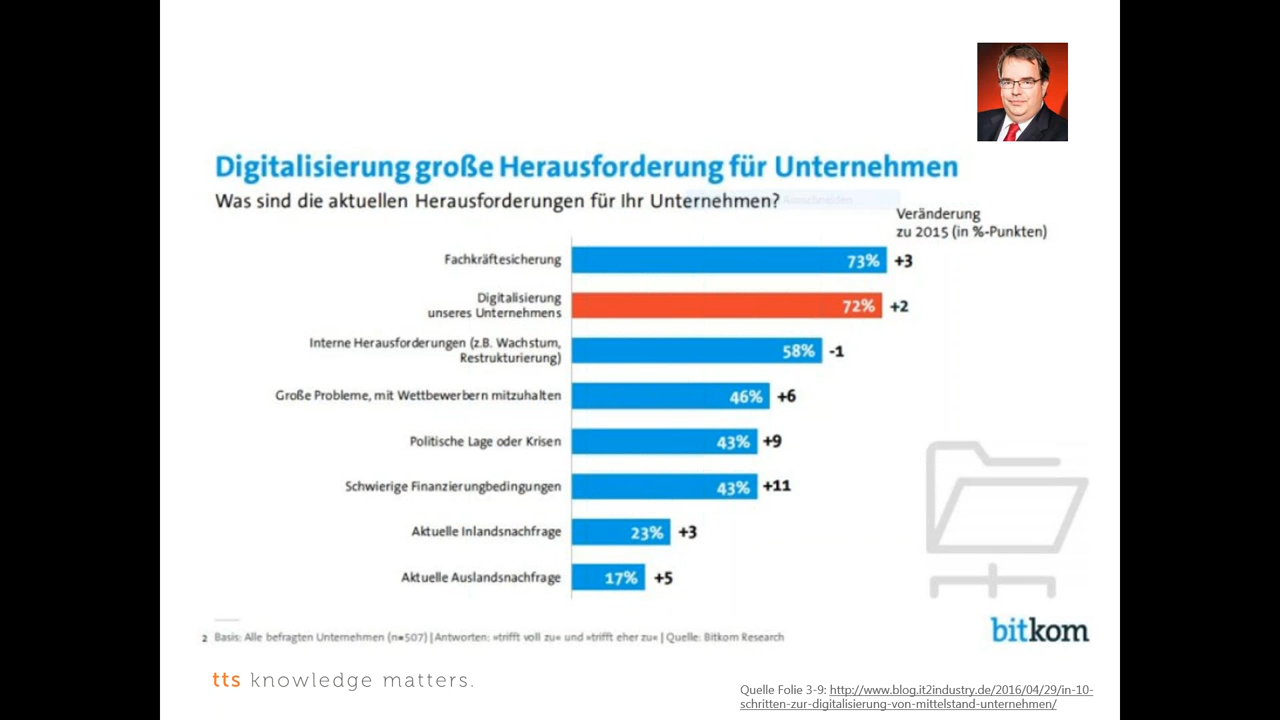 Digitalisierung große Herausforderung für Unternehmen
Was sind die aktuellen Herausforderungen für Ihr Unternehmen?
Ausschneiden
Veränderung
zu 2015 (in %-Punkten)
Fachkräftesicherung 73% +3
Digitalisierung
unseres Unternehmens 72% +2
Interne Herausforderungen (z.B. Wachstum,
Restrukturierung) 58% -1
Große Probleme, mit Wettbewerbern mitzuhalten 46% +6
Politische Lage oder Krisen 43% +9
Schwierige Finanzierungbedingungen 43% +11
Aktuelle Inlandsnachfrage 23% +3
Aktuelle Auslandsnachfrage 17% +5
2 Basis: Alle befragten Unternehmen (n=507) | Antworten: »trifft voll zu« und »trifft eher zu« | Quelle: Bitkom Research
bitkom
tts knowledge matters.
Quelle Folie 3-9: http://www.blog.it2industry.de/2016/04/29/in-10-
schritten-zur-digitalisierung-von-mittelstand-unternehmen/